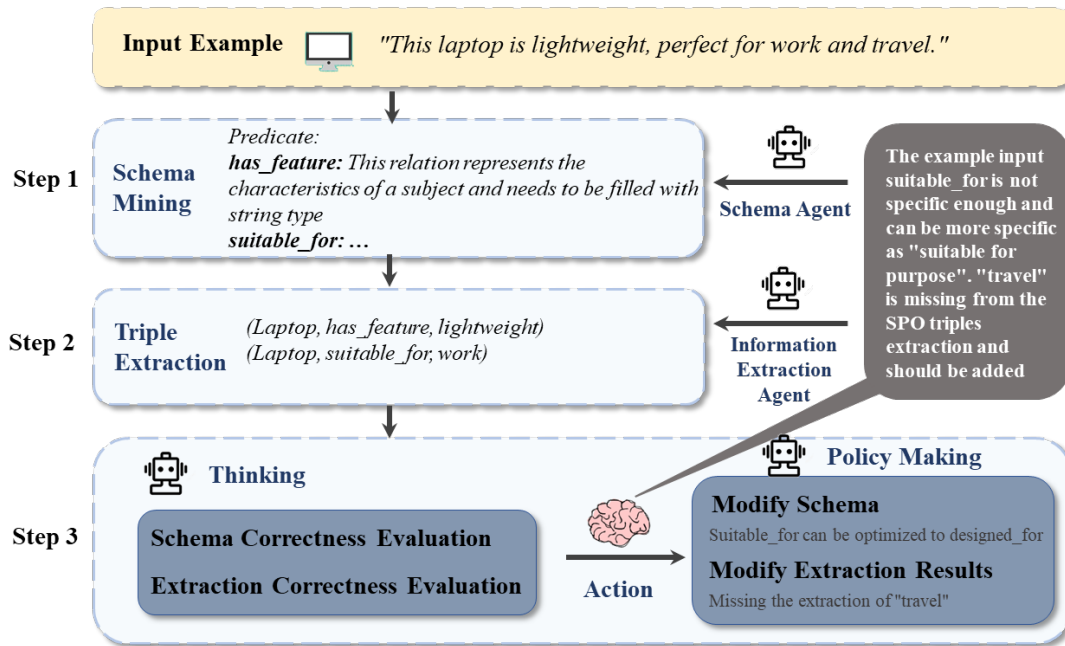 Input Example
"This laptop is lightweight, perfect for work and travel."
Step 1
Schema
Mining
Predicate:
has_feature: This relation represents the
characteristics of a subject and needs to be filled with
string type
suitable_for: …
Schema Agent
The example input
suitable_for is not
specific enough and
can be more specific
as "suitable for
purpose". "travel"
is missing from the
SPO triples
extraction and
should be added
Step 2
Triple
Extraction
(Laptop, has_feature, lightweight)
(Laptop, suitable_for, work)
Information
Extraction
Agent
Step 3
Thinking
Schema Correctness Evaluation
Extraction Correctness Evaluation
Action
Policy Making
Modify Schema
Suitable_for can be optimized to designed_for
Modify Extraction Results
Missing the extraction of "travel"